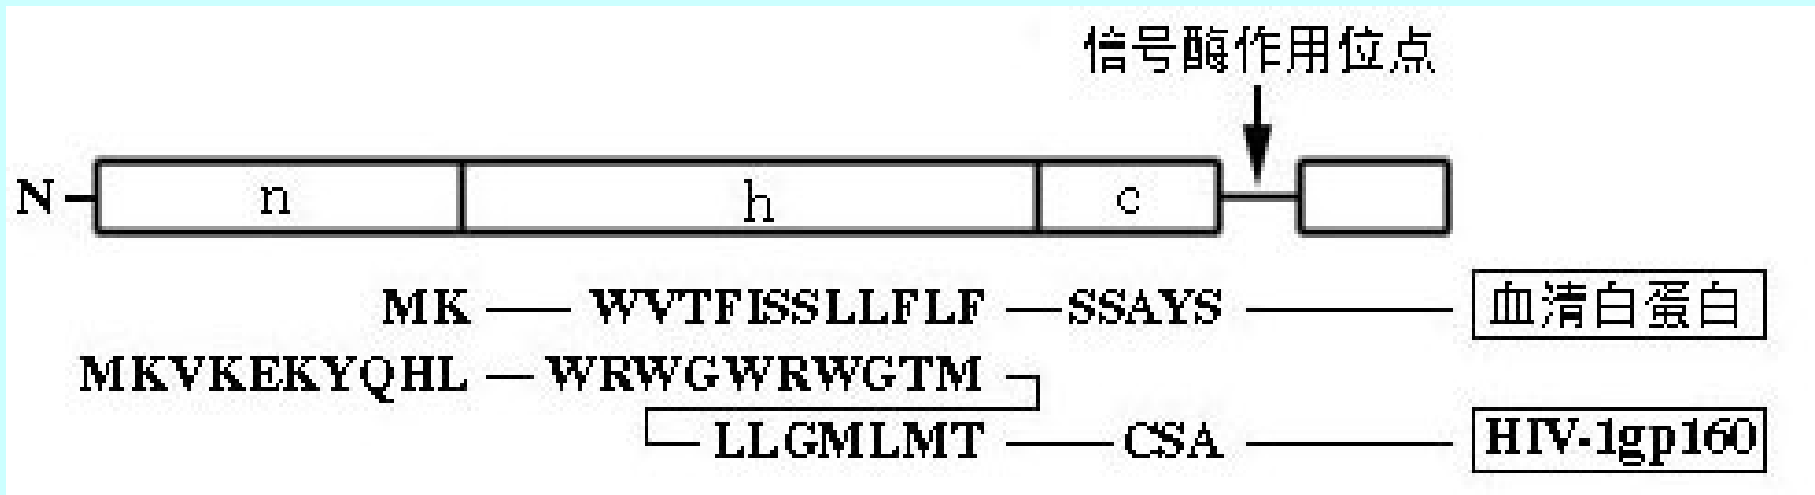 信号酶作用位点
N n h c
MK WVTFISSLLFLF SSAYS 血清白蛋白
MKVKEKYQHL WRWGWRWGTM
LLGMLMT CSA HIV-1gp160